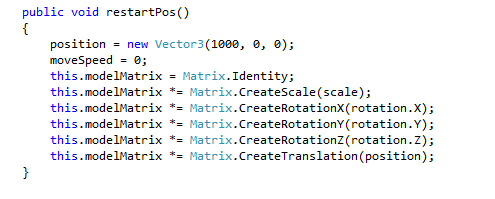 public void restartPos()
{
position = new Vector3(1000, 0, 0);
moveSpeed = 0;
this.modelMatrix = Matrix.Identity;
this.modelMatrix *= Matrix.CreateScale(scale);
this.modelMatrix *= Matrix.CreateRotationX(rotation.X);
this.modelMatrix *= Matrix.CreateRotationY(rotation.Y);
this.modelMatrix *= Matrix.CreateRotationZ(rotation.Z);
this.modelMatrix *= Matrix.CreateTranslation(position);
}